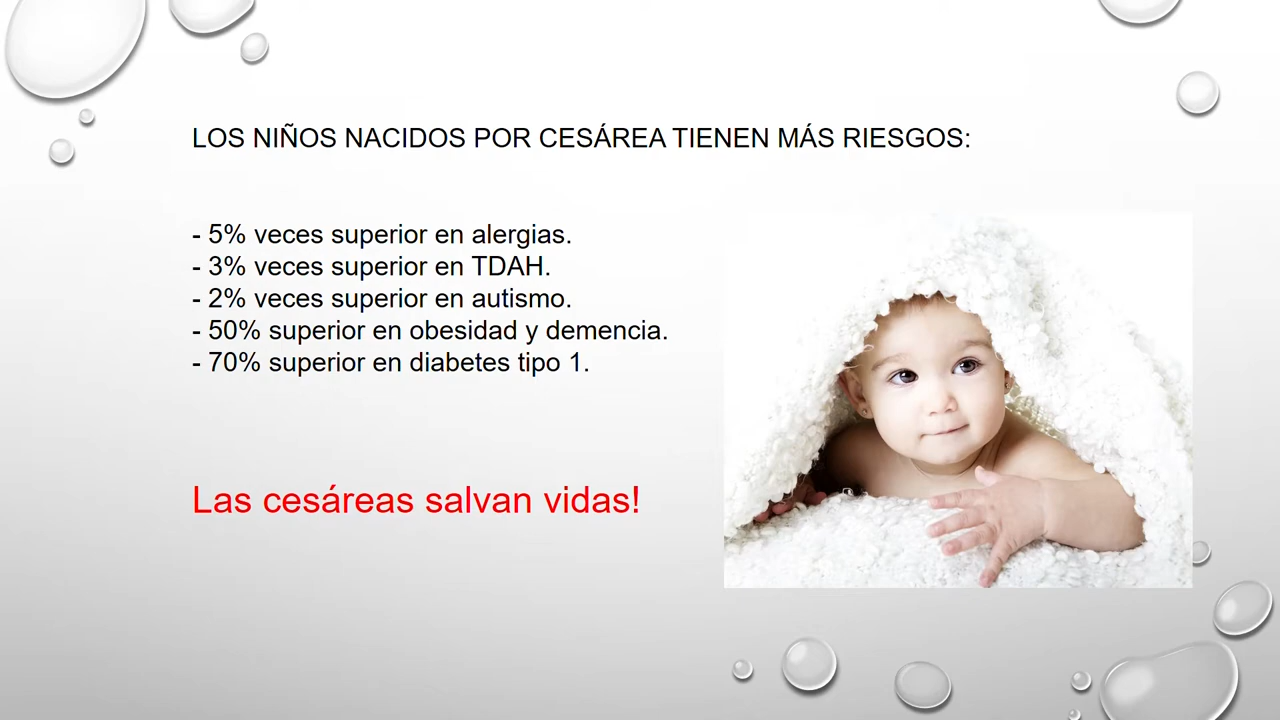 LOS NIÑOS NACIDOS POR CESÁREA TIENEN MÁS RIESGOS:
- 5% veces superior en alergias.
- 3% veces superior en TDAH.
- 2% veces superior en autismo.
- 50% superior en obesidad y demencia.
- 70% superior en diabetes tipo 1.
Las cesáreas salvan vidas!